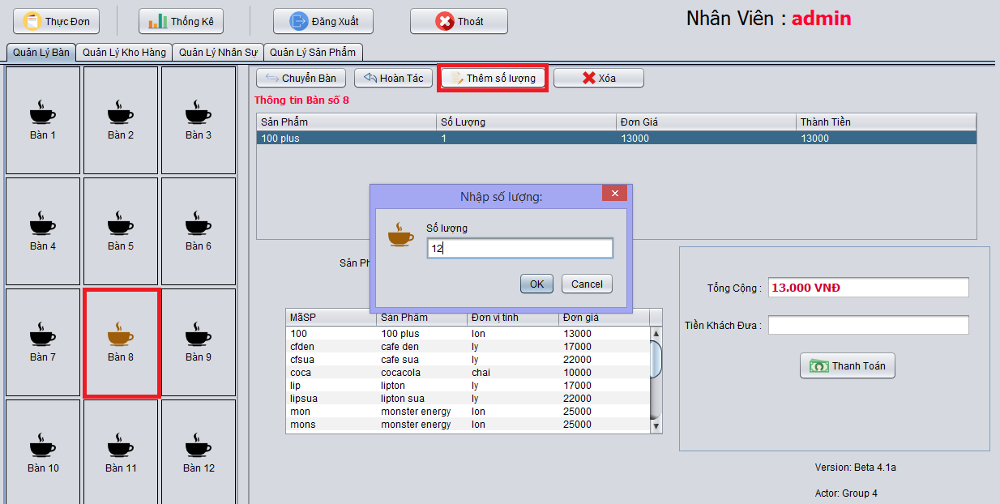 Thực Đơn Thống Kê Đăng Xuất Thoát Nhân Viên : admin
Quản Lý Bàn Quản Lý Kho Hàng Quản Lý Nhân Sự Quản Lý Sản Phẩm
Chuyển Bàn Hoàn Tác Thêm số lượng Xóa
Thông tin Bàn số 8
Sản Phẩm Số Lượng Đơn Giá Thành Tiền
100 plus 1 13000 13000
Bàn 1 Bàn 2 Bàn 3
Bàn 4 Bàn 5 Bàn 6
Bàn 7 Bàn 8 Bàn 9
Bàn 10 Bàn 11 Bàn 12
Nhập số lượng:
Số lượng
12
OK Cancel
Sản
MãSP Sản Phẩm Đơn vị tính Đơn giá
100 100 plus lon 13000
cfden cafe den ly 17000
cfsua cafe sua ly 22000
coca cocacola chai 10000
lip lipton ly 17000
lipsua lipton sua ly 22000
mon monster energy lon 25000
mons monster energy lon 25000
Tổng Cộng : 13.000 VNĐ
Tiền Khách Đưa :
Thanh Toán
Version: Beta 4.1a
Actor: Group 4